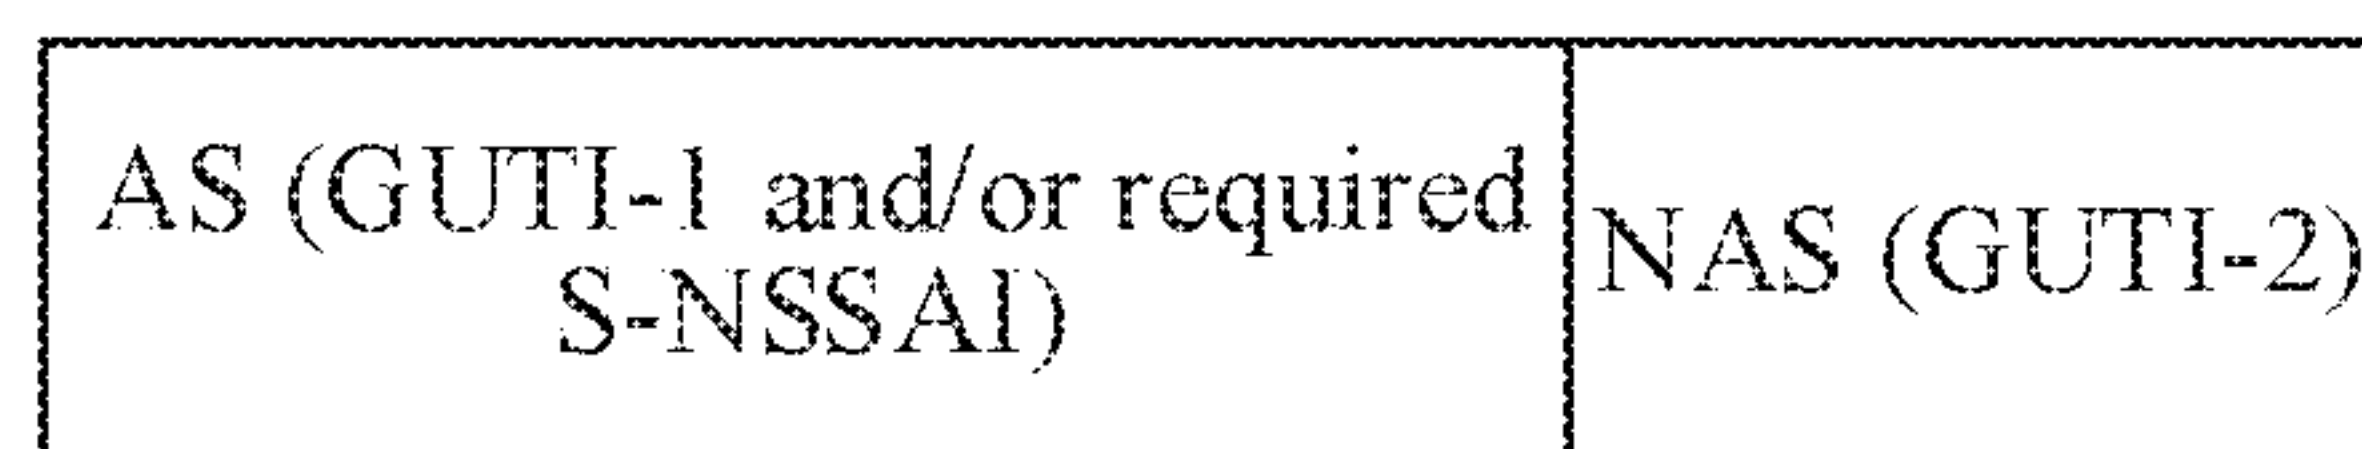 AS (GUTI-1 and/or required
S-NSSAI)
NAS (GUTI-2)